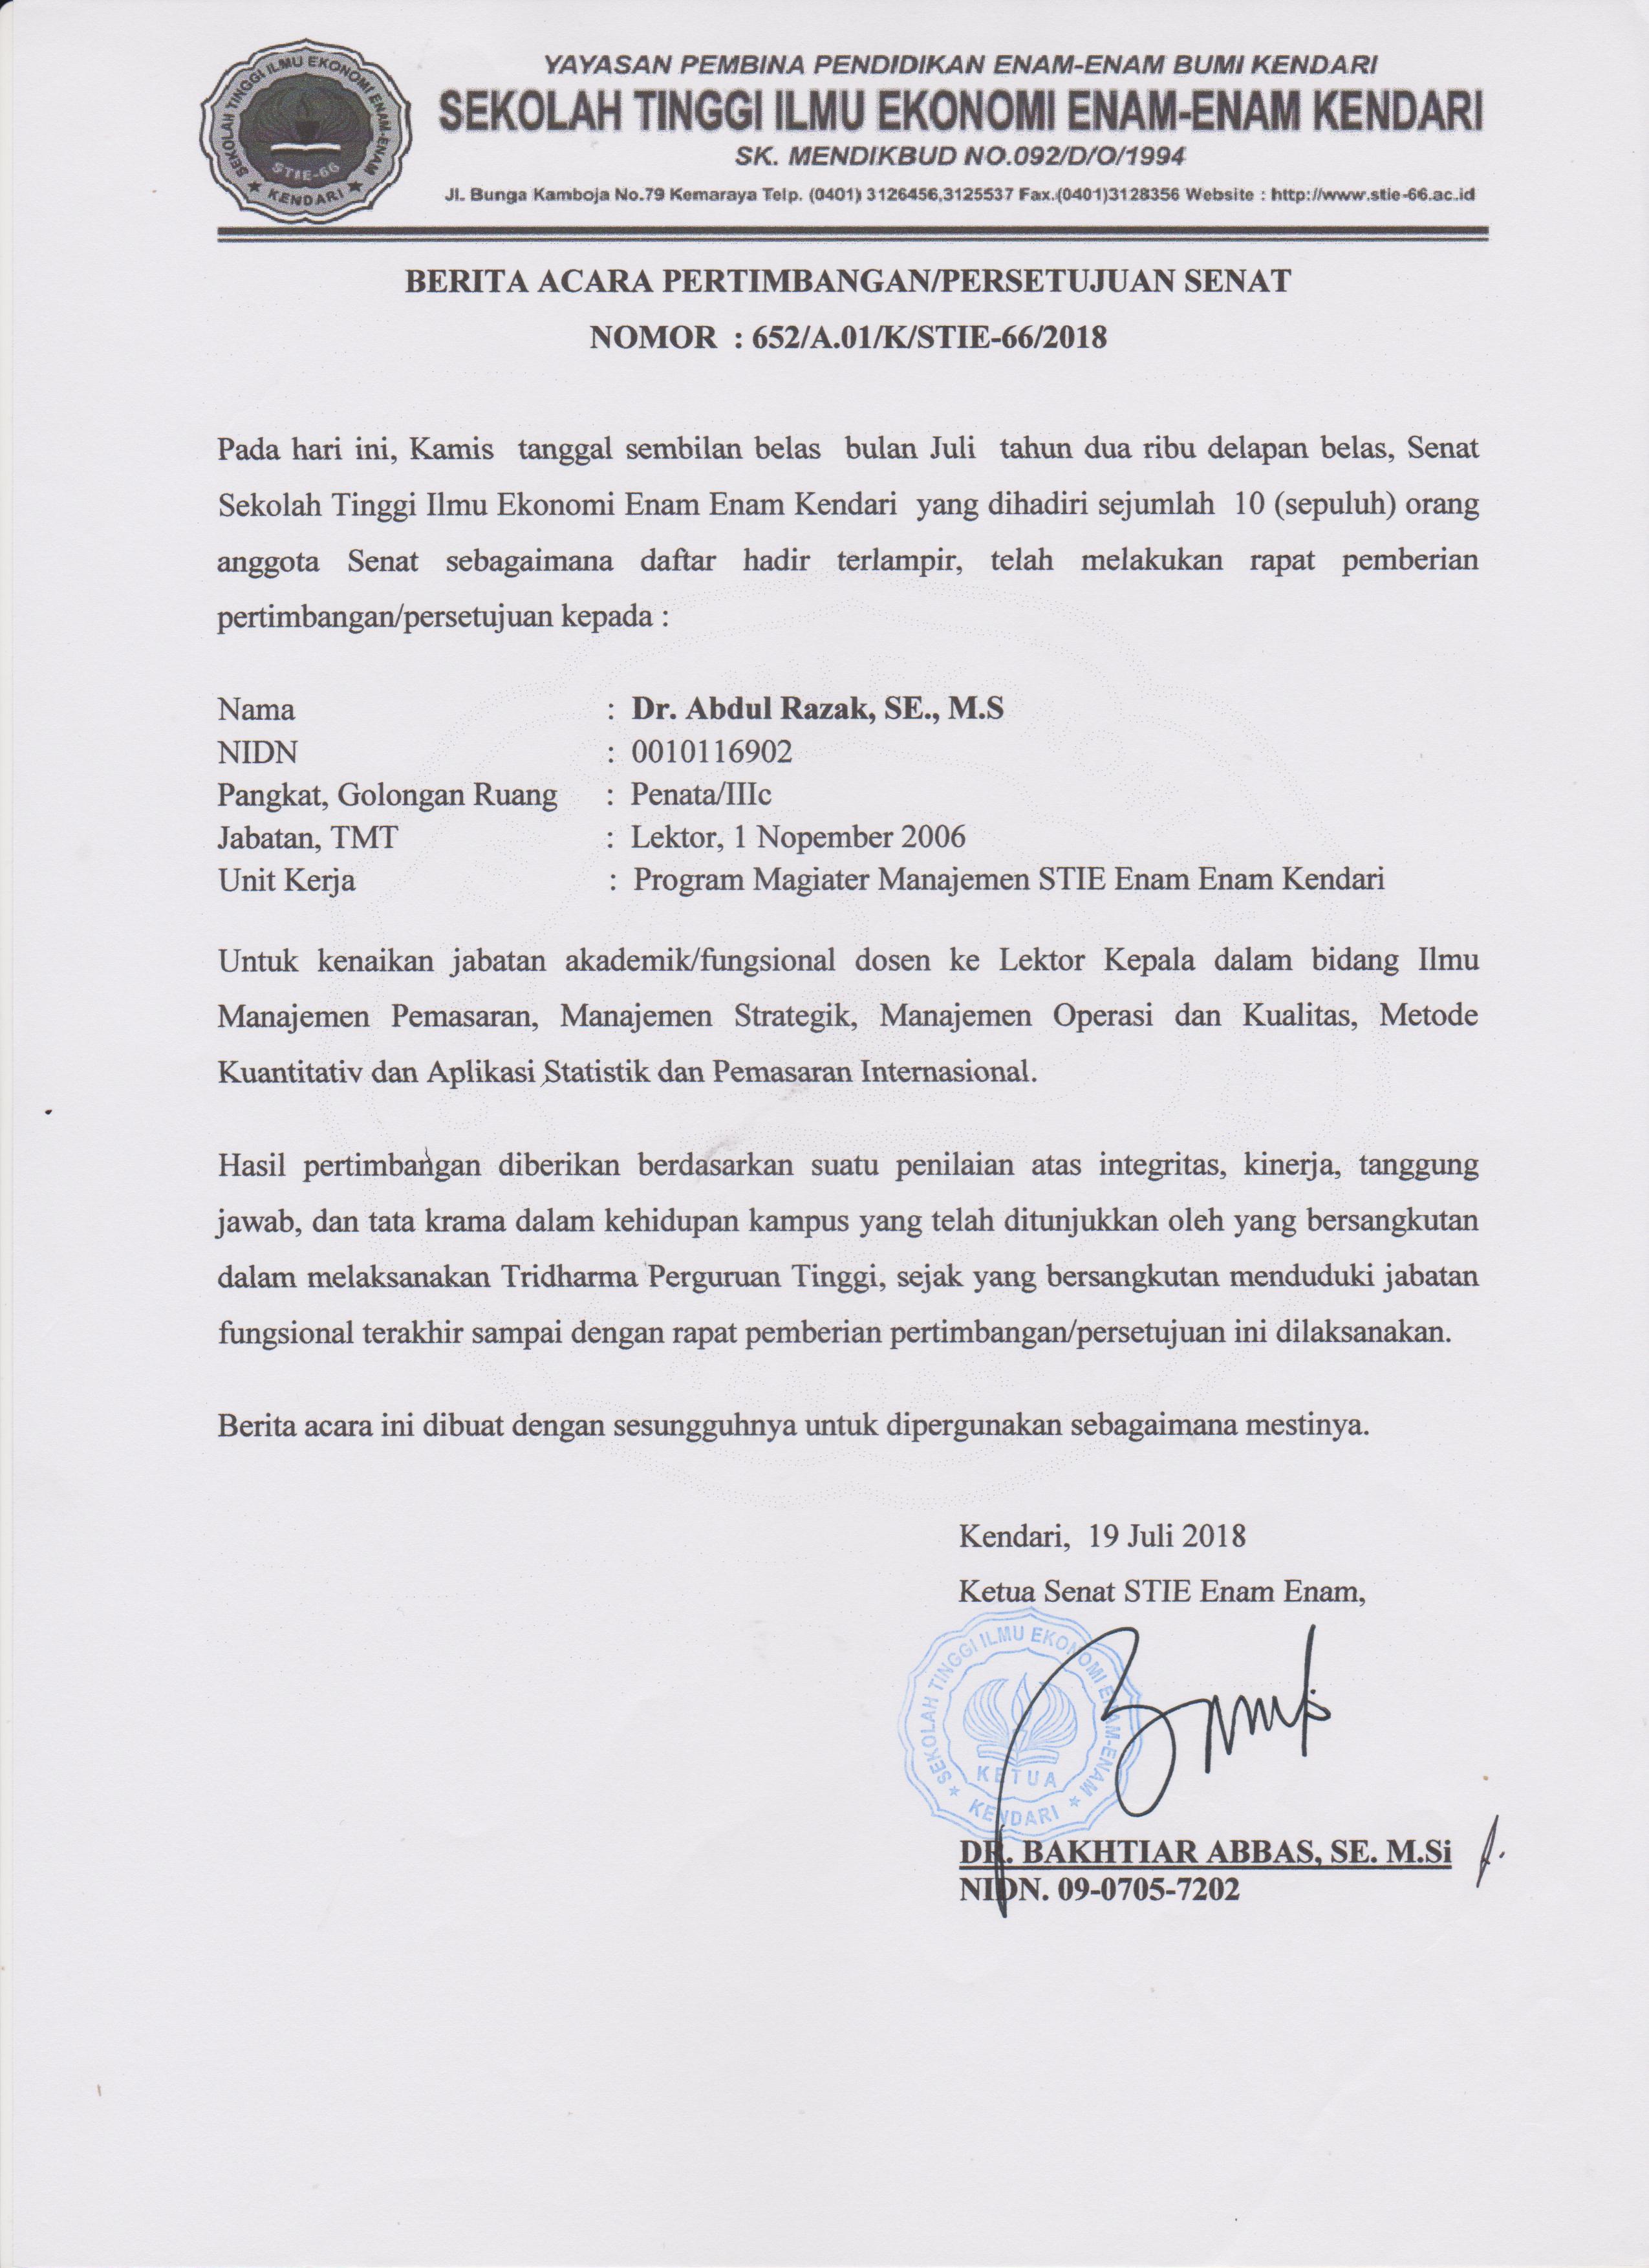 SEKOLAH TINGGI ILMU EKONOMI ENAM-ENAM
STIE-66
KENDARI
YAYASAN PEMBINA PENDIDIKAN ENAM-ENAM BUMI KENDARI
SEKOLAH TINGGI ILMU EKONOMI ENAM-ENAM KENDARI
SK. MENDIKBUD NO.092/D/O/1994
Jl. Bunga Kamboja No.79 Kemaraya Telp. (0401) 3126456,3125537 Fax.(0401)3128356 Website : http://www.stie-66.ac.id
BERITA ACARA PERTIMBANGAN/PERSETUJUAN SENAT
NOMOR : 652/A.01/K/STIE-66/2018
Pada hari ini, Kamis tanggal sembilan belas bulan Juli tahun dua ribu delapan belas, Senat
Sekolah Tinggi Ilmu Ekonomi Enam Enam Kendari yang dihadiri sejumlah 10 (sepuluh) orang
anggota Senat sebagaimana daftar hadir terlampir, telah melakukan rapat pemberian
pertimbangan/persetujuan kepada :
Nama : Dr. Abdul Razak, SE., M.S
NIDN : 0010116902
Pangkat, Golongan Ruang : Penata/IIIc
Jabatan, TMT : Lektor, 1 Nopember 2006
Unit Kerja : Program Magiater Manajemen STIE Enam Enam Kendari
Untuk kenaikan jabatan akademik/fungsional dosen ke Lektor Kepala dalam bidang Ilmu
Manajemen Pemasaran, Manajemen Strategik, Manajemen Operasi dan Kualitas, Metode
Kuantitativ dan Aplikasi Statistik dan Pemasaran Internasional.
Hasil pertimbangan diberikan berdasarkan suatu penilaian atas integritas, kinerja, tanggung
jawab, dan tata krama dalam kehidupan kampus yang telah ditunjukkan oleh yang bersangkutan
dalam melaksanakan Tridharma Perguruan Tinggi, sejak yang bersangkutan menduduki jabatan
fungsional terakhir sampai dengan rapat pemberian pertimbangan/persetujuan ini dilaksanakan.
Berita acara ini dibuat dengan sesungguhnya untuk dipergunakan sebagaimana mestinya.
Kendari, 19 Juli 2018
Ketua Senat STIE Enam Enam,
SEKOLAH TINGGI ILMU EKONOMI ENAM-ENAM
KETUA
KENDARI
DR. BAKHTIAR ABBAS, SE. M.Si
NIDN. 09-0705-7202